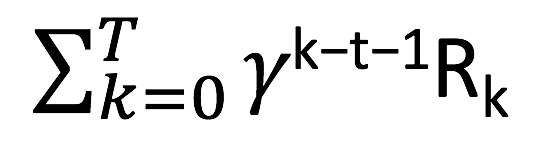 ∑_{k=0}^{T} γ^{k−t−1}R_k